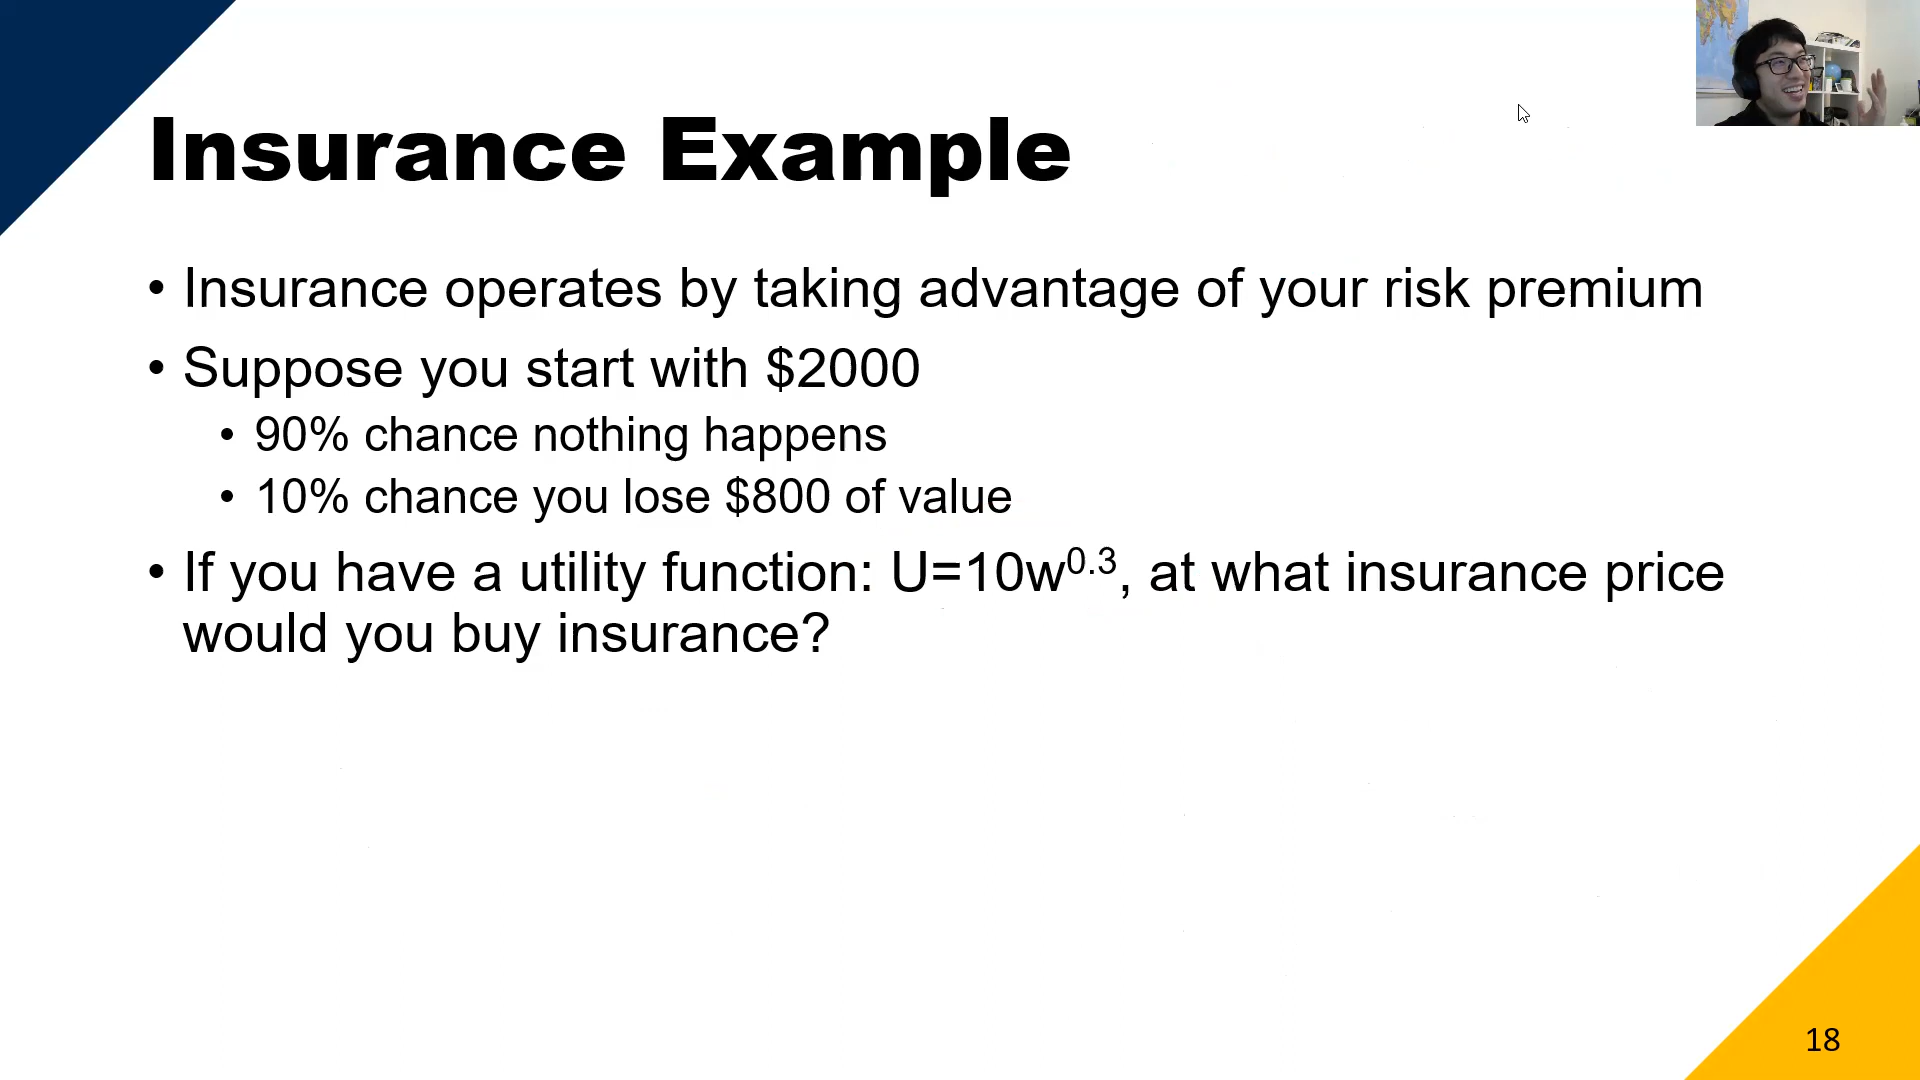 Insurance Example
• Insurance operates by taking advantage of your risk premium
• Suppose you start with $2000
• 90% chance nothing happens
• 10% chance you lose $800 of value
• If you have a utility function: U=10w^0.3, at what insurance price
would you buy insurance?
18